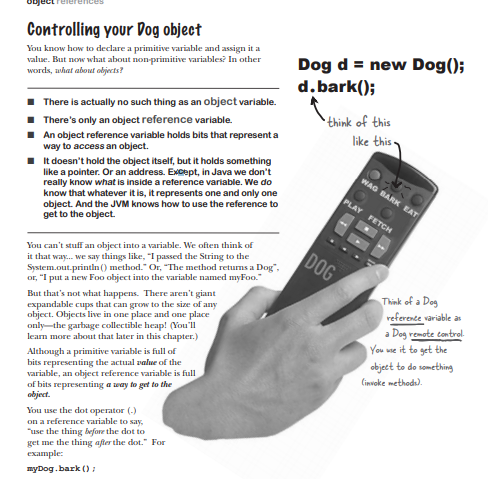 object references
Controlling your Dog object
You know how to declare a primitive variable and assign it a
value. But now what about non-primitive variables? In other
words, what about objects?
■ There is actually no such thing as an object variable.
■ There's only an object reference variable.
■ An object reference variable holds bits that represent a
way to access an object.
■ It doesn't hold the object itself, but it holds something
like a pointer. Or an address. Except, in Java we don't
really know what is inside a reference variable. We do
know that whatever it is, it represents one and only one
object. And the JVM knows how to use the reference to
get to the object.
You can't stuff an object into a variable. We often think of
it that way... we say things like, "I passed the String to the
System.out.println() method." Or, "The method returns a Dog",
or, "I put a new Foo object into the variable named myFoo."
But that's not what happens. There aren't giant
expandable cups that can grow to the size of any
object. Objects live in one place and one place
only—the garbage collectible heap! (You'll
learn more about that later in this chapter.)
Although a primitive variable is full of
bits representing the actual value of the
variable, an object reference variable is full
of bits representing a way to get to the
object.
You use the dot operator (.)
on a reference variable to say,
"use the thing before the dot to
get me the thing after the dot." For
example:
myDog.bark();
Dog d = new Dog();
d.bark();
think of this
like this
WAG BARK EAT
PLAY FETCH
DOG
Think of a Dog
reference variable as
a Dog remote control.
You use it to get the
object to do something
(invoke methods).